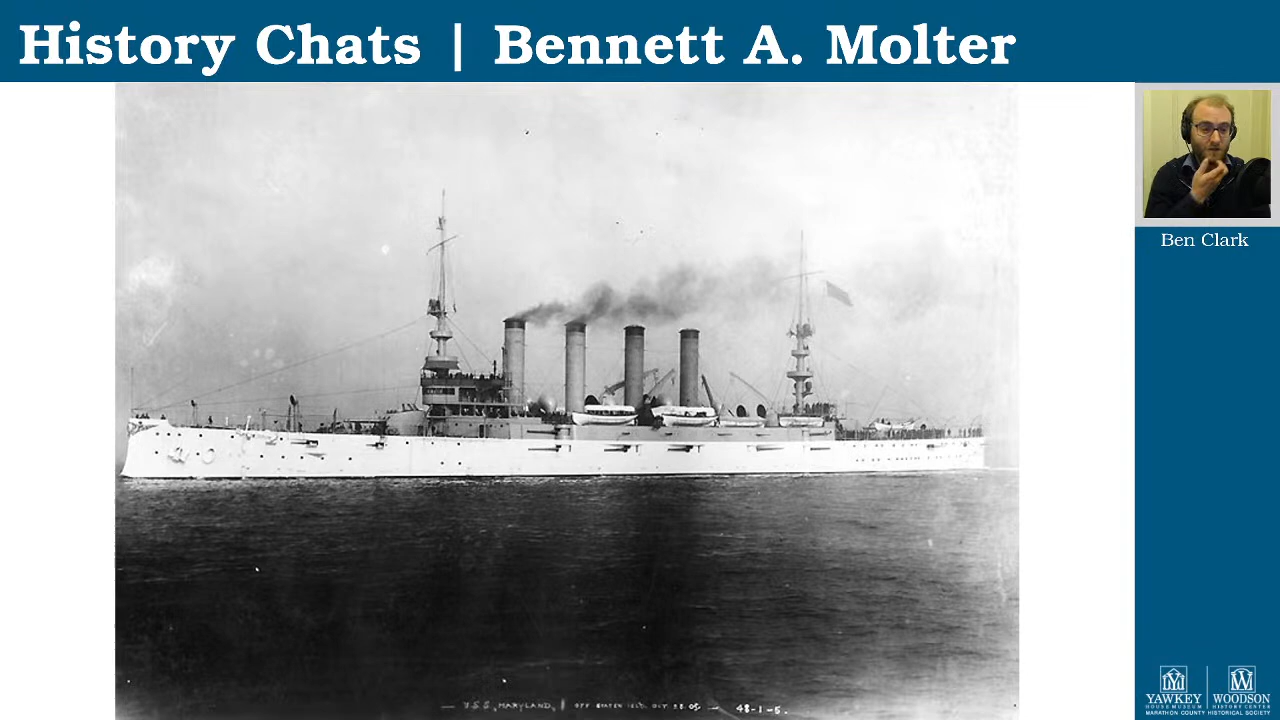 History Chats | Bennett A. Molter
Ben Clark
U.S.S. MARYLAND,
48-1-5.
YAWKEY
HOUSE MUSEUM
WOODSON
HISTORY CENTER
MARATHON COUNTY HISTORICAL SOCIETY